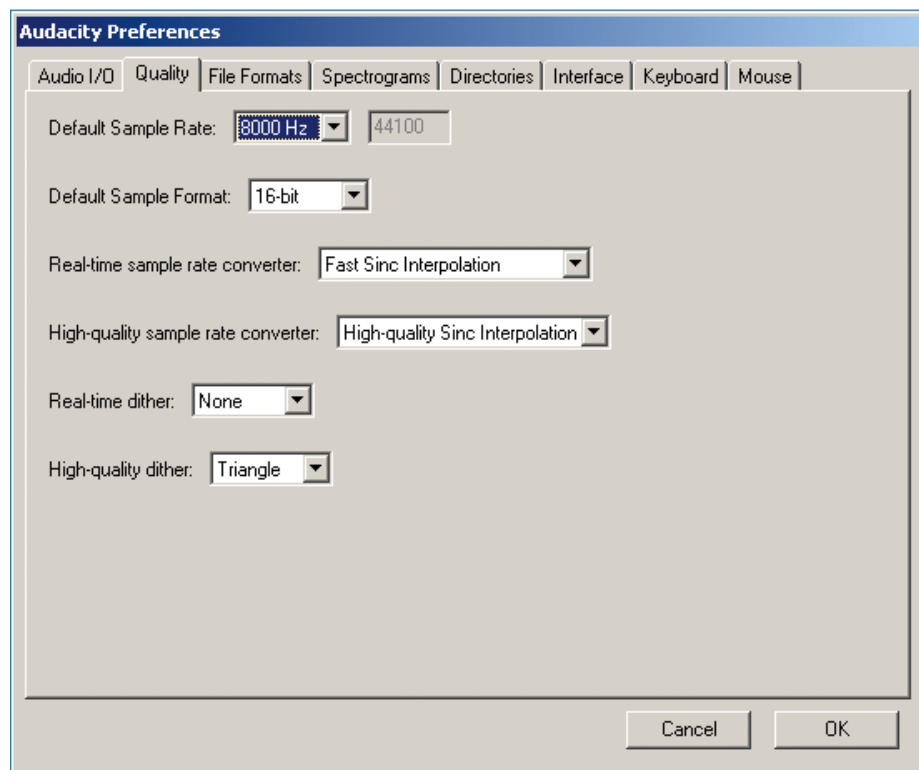 Audacity Preferences
Audio I/O Quality File Formats Spectrograms Directories Interface Keyboard Mouse
Default Sample Rate: 8000 Hz 44100
Default Sample Format: 16-bit
Real-time sample rate converter: Fast Sinc Interpolation
High-quality sample rate converter: High-quality Sinc Interpolation
Real-time dither: None
High-quality dither: Triangle
Cancel OK